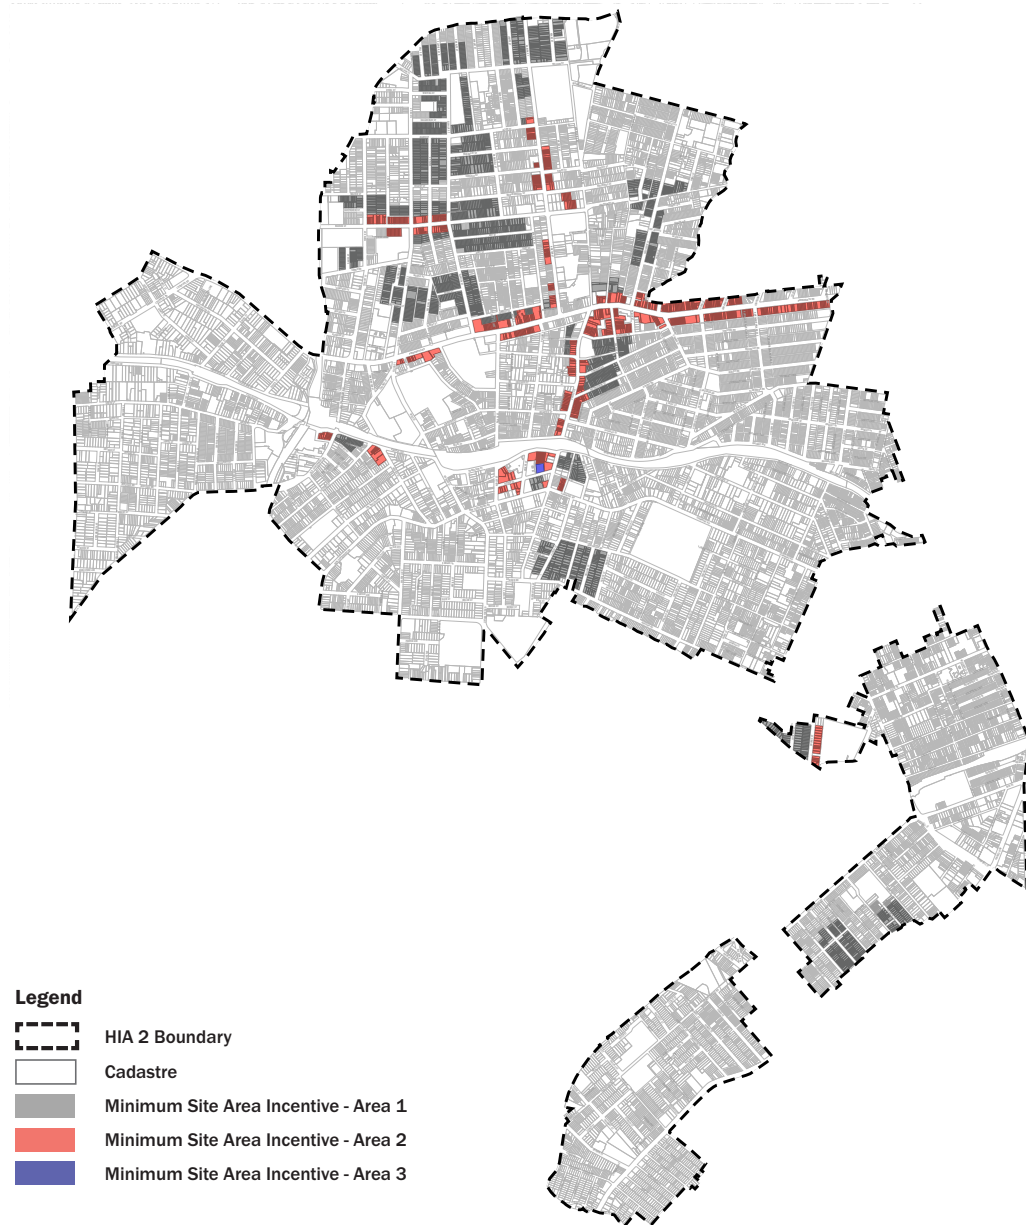 Legend
HIA 2 Boundary
Cadastre
Minimum Site Area Incentive - Area 1
Minimum Site Area Incentive - Area 2
Minimum Site Area Incentive - Area 3